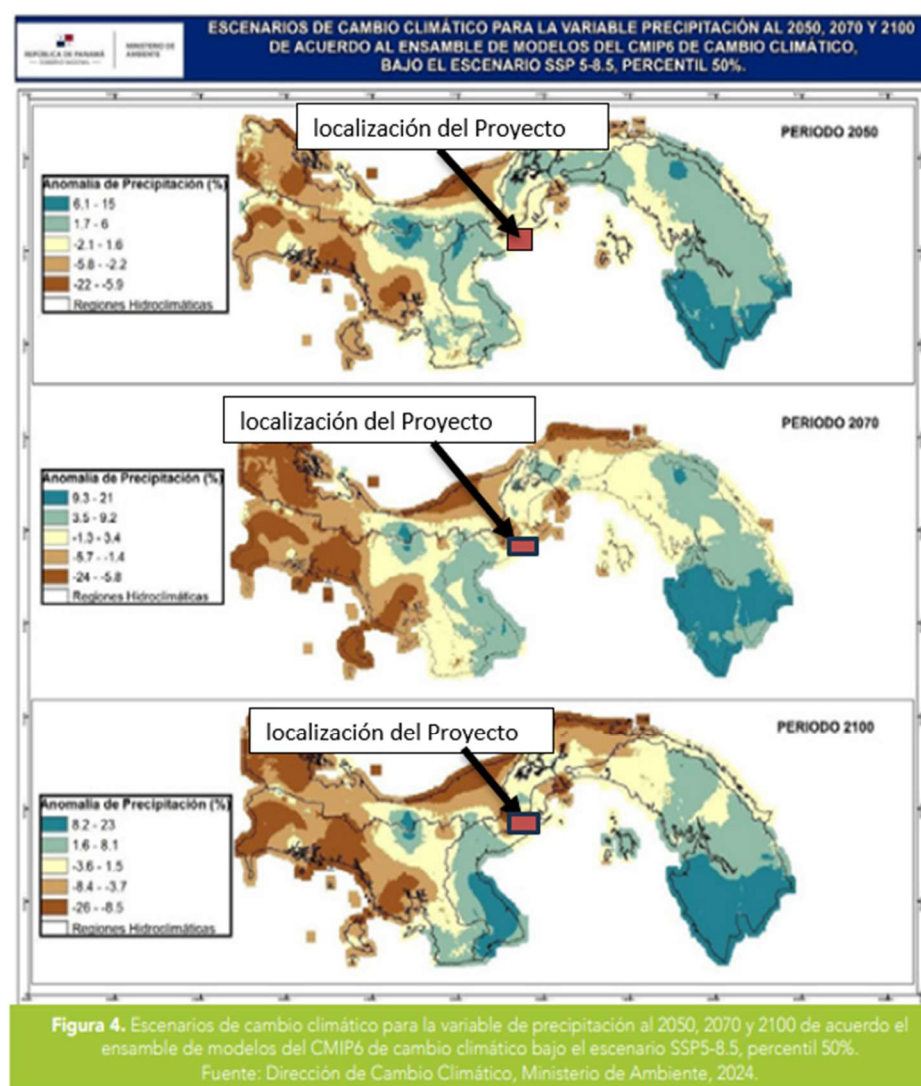 REPÚBLICA DE PANAMÁ
— GOBIERNO NACIONAL —
MINISTERIO DE
AMBIENTE
ESCENARIOS DE CAMBIO CLIMÁTICO PARA LA VARIABLE PRECIPITACIÓN AL 2050, 2070 Y 2100
DE ACUERDO AL ENSAMBLE DE MODELOS DEL CMIP6 DE CAMBIO CLIMÁTICO,
BAJO EL ESCENARIO SSP 5-8.5, PERCENTIL 50%.
localización del Proyecto
PERIODO 2050
Anomalía de Precipitación (%)
6.1 - 15
1.7 - 6
-2.1 - 1.6
-5.8 - -2.2
-22 - -5.9
Regiones Hidroclimáticas
localización del Proyecto
PERIODO 2070
Anomalía de Precipitación (%)
9.3 - 21
3.5 - 9.2
-1.3 - 3.4
-5.7 - -1.4
-24 - -5.8
Regiones Hidroclimáticas
localización del Proyecto
PERIODO 2100
Anomalía de Precipitación (%)
8.2 - 23
1.6 - 8.1
-3.6 - 1.5
-8.4 - -3.7
-26 - -8.5
Regiones Hidroclimáticas
Figura 4. Escenarios de cambio climático para la variable de precipitación al 2050, 2070 y 2100 de acuerdo el
ensamble de modelos del CMIP6 de cambio climático bajo el escenario SSP5-8.5, percentil 50%.
Fuente: Dirección de Cambio Climático, Ministerio de Ambiente, 2024.